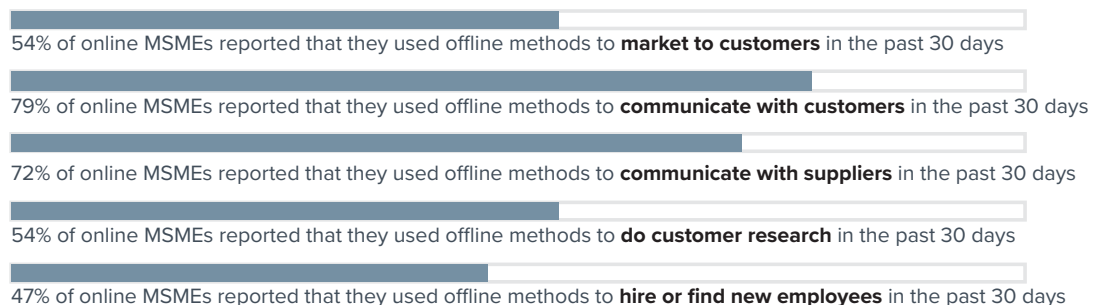 54% of online MSMEs reported that they used offline methods to market to customers in the past 30 days
79% of online MSMEs reported that they used offline methods to communicate with customers in the past 30 days
72% of online MSMEs reported that they used offline methods to communicate with suppliers in the past 30 days
54% of online MSMEs reported that they used offline methods to do customer research in the past 30 days
47% of online MSMEs reported that they used offline methods to hire or find new employees in the past 30 days